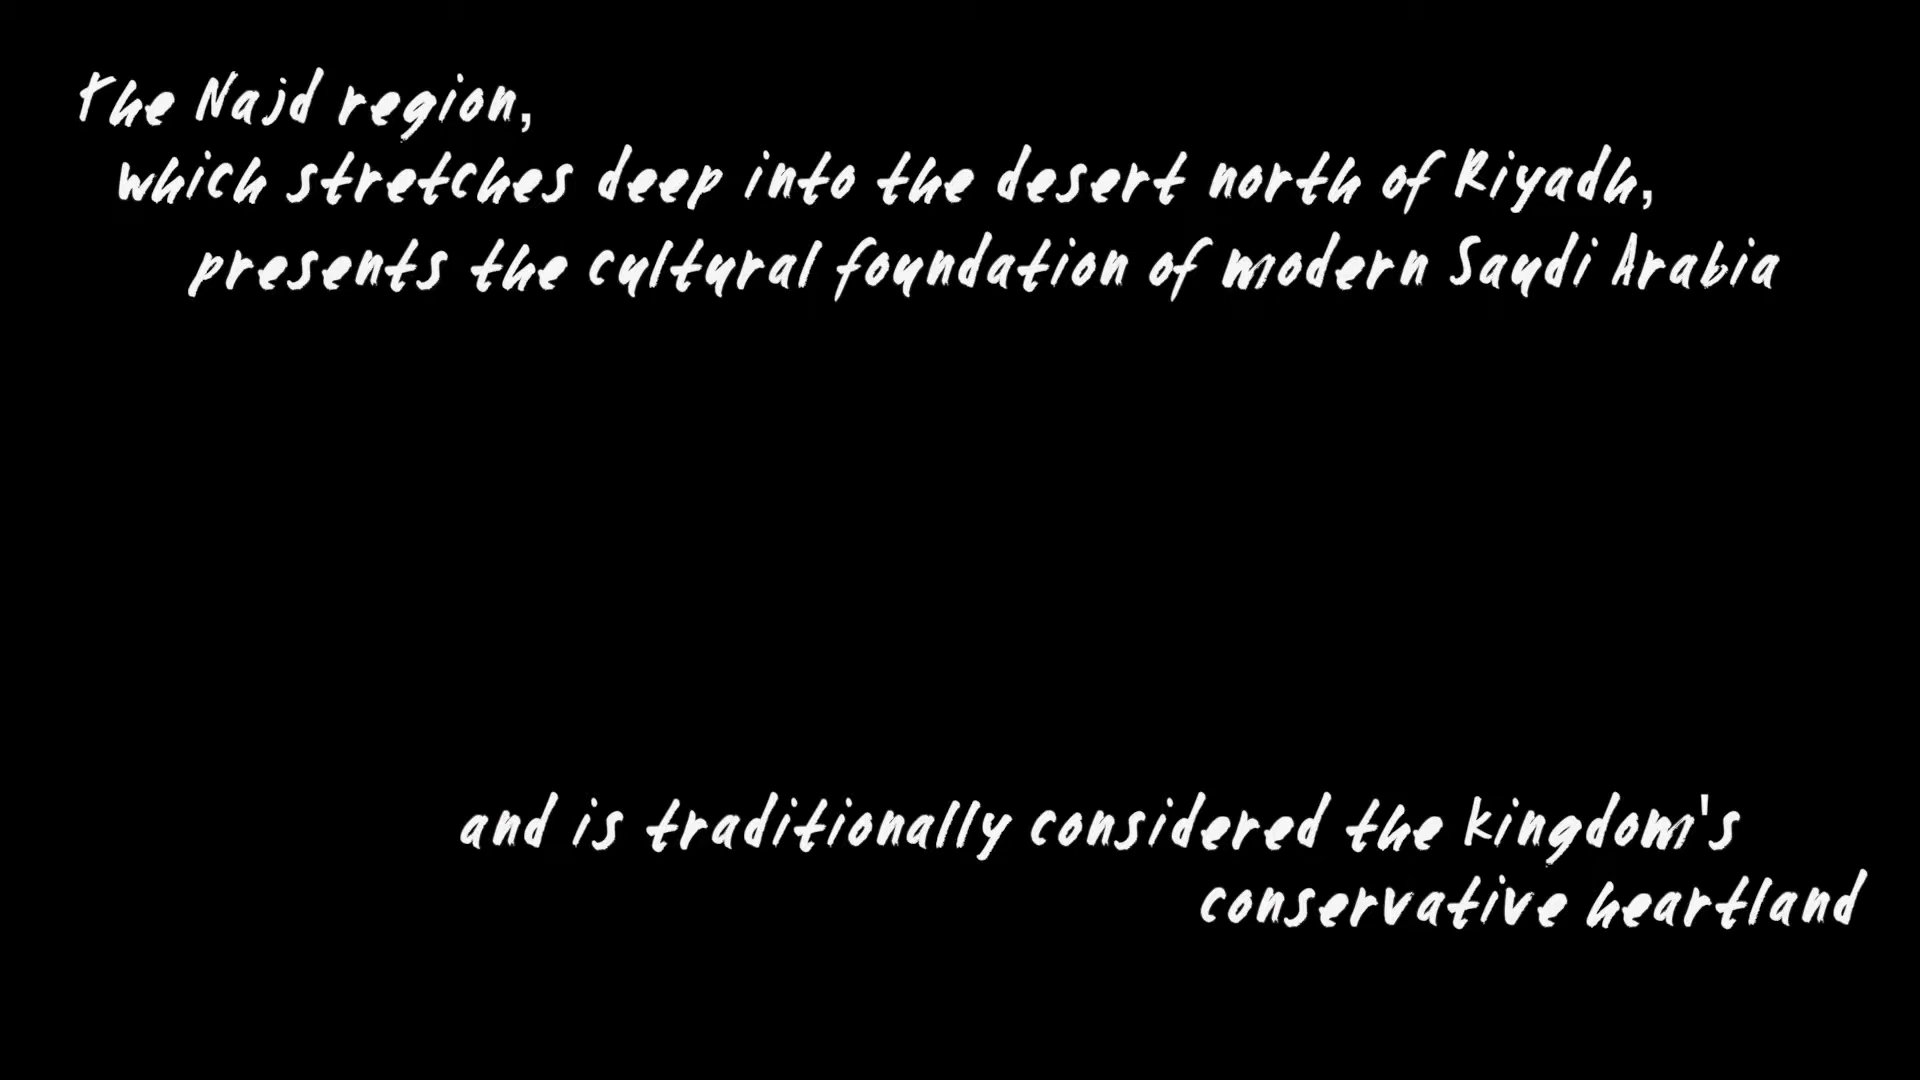 The Najd region,
which stretches deep into the desert north of Riyadh,
presents the cultural foundation of modern Saudi Arabia
and is traditionally considered the kingdom's
conservative heartland